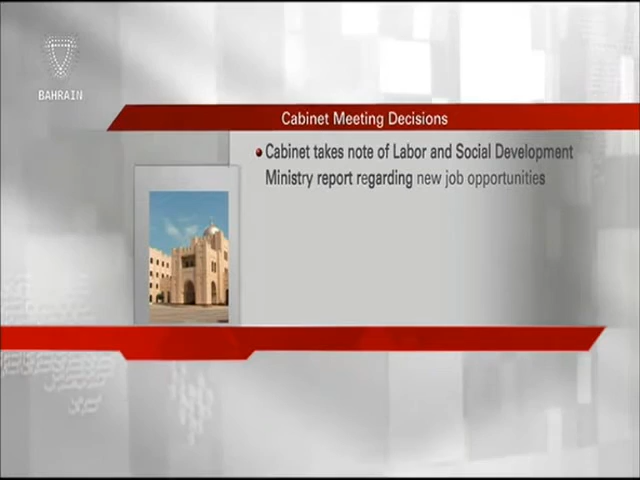 BAHRAIN
Cabinet Meeting Decisions
Cabinet takes note of Labor and Social Development
Ministry report regarding new job opportunities